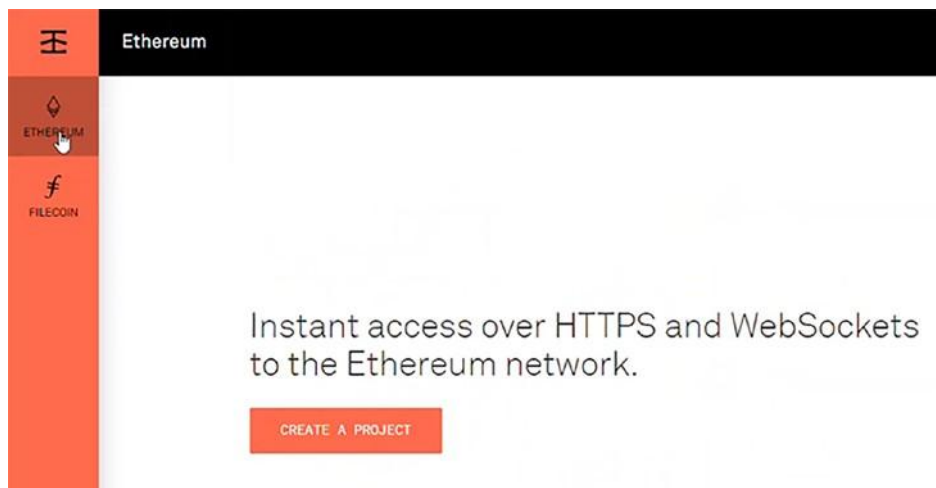 Ethereum
ETHEREUM
FILECOIN
Instant access over HTTPS and WebSockets
to the Ethereum network.
CREATE A PROJECT